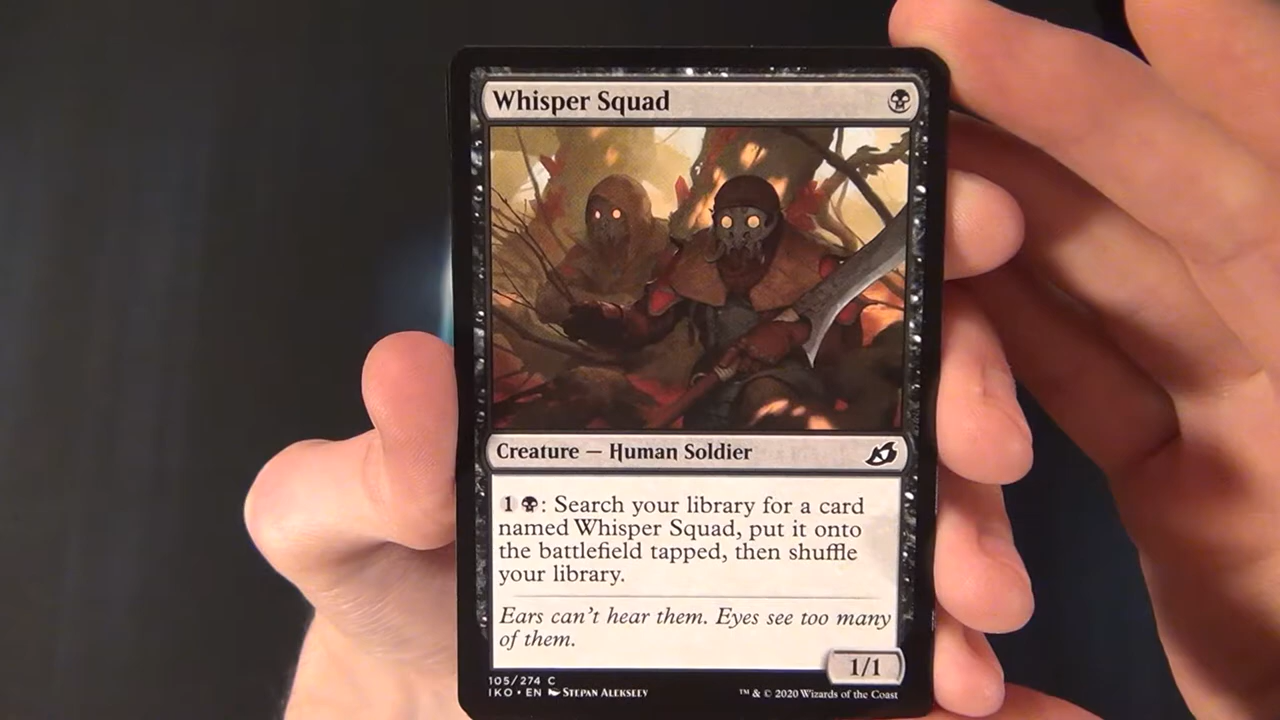 Whisper Squad
Creature — Human Soldier
1 : Search your library for a card
named Whisper Squad, put it onto
the battlefield tapped, then shuffle
your library.
Ears can't hear them. Eyes see too many
of them.
1/1
105/274 C
IKO • EN Stepan Alekseev
™ & © 2020 Wizards of the Coast